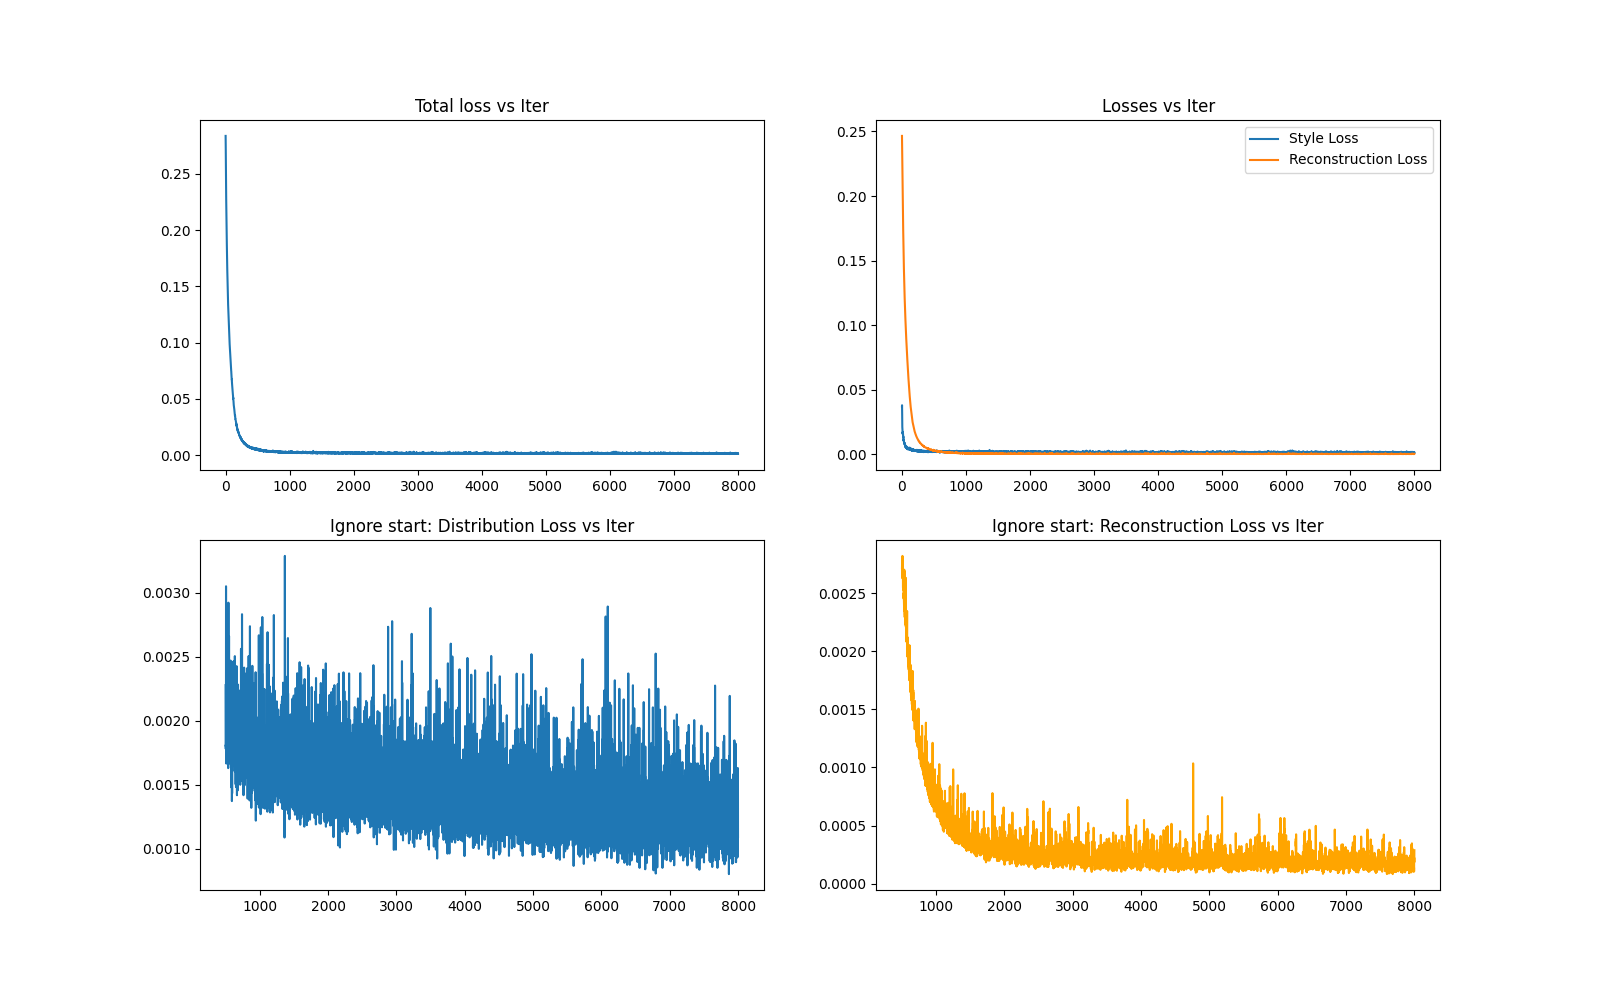 Total loss vs Iter
0.25
0.20
0.15
0.10
0.05
0.00
0 1000 2000 3000 4000 5000 6000 7000 8000
Losses vs Iter
Style Loss
Reconstruction Loss
0.25
0.20
0.15
0.10
0.05
0.00
0 1000 2000 3000 4000 5000 6000 7000 8000
Ignore start: Distribution Loss vs Iter
0.0030
0.0025
0.0020
0.0015
0.0010
1000 2000 3000 4000 5000 6000 7000 8000
Ignore start: Reconstruction Loss vs Iter
0.0025
0.0020
0.0015
0.0010
0.0005
0.0000
1000 2000 3000 4000 5000 6000 7000 8000